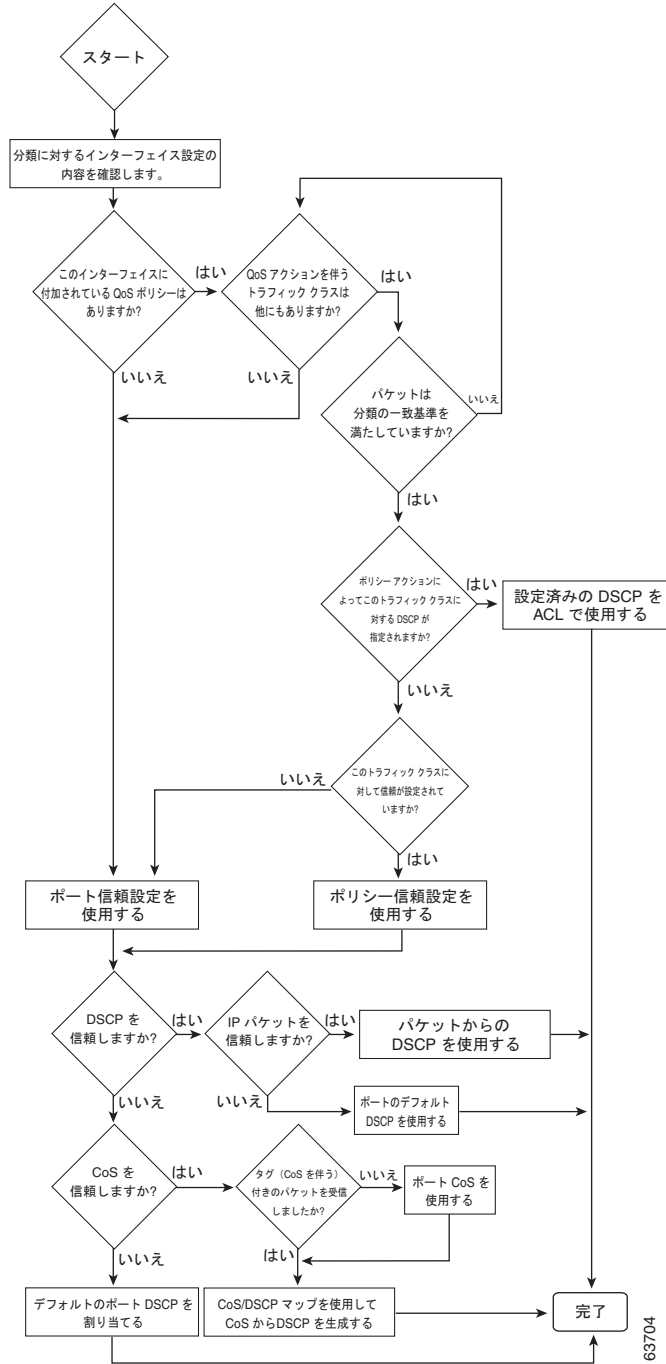 スタート
分類に対するインターフェイス設定の
内容を確認します。
このインターフェイスに
付加されている QoS ポリシーは
ありますか?
はい
QoS アクションを伴う
トラフィック クラスは
他にもありますか?
はい
いいえ
いいえ
パケットは
分類の一致基準を
満たしていますか?
いいえ
はい
ポリシー アクションに
よってこのトラフィック クラスに
対する DSCP が
指定されますか?
はい
設定済みの DSCP を
ACL で使用する
いいえ
このトラフィック クラスに
対して信頼が設定されて
いますか?
いいえ
はい
ポート信頼設定を
使用する
ポリシー信頼設定を
使用する
DSCP を
信頼しますか?
はい
IP パケットを
信頼しますか?
はい
パケットからの
DSCP を使用する
いいえ
いいえ
ポートのデフォルト
DSCP を使用する
CoS を
信頼しますか?
はい
タグ（CoS を伴う）
付きのパケットを受信
しましたか?
いいえ
ポート CoS を
使用する
いいえ
はい
デフォルトのポート DSCP を
割り当てる
CoS/DSCP マップを使用して
CoS からDSCP を生成する
完了
63704